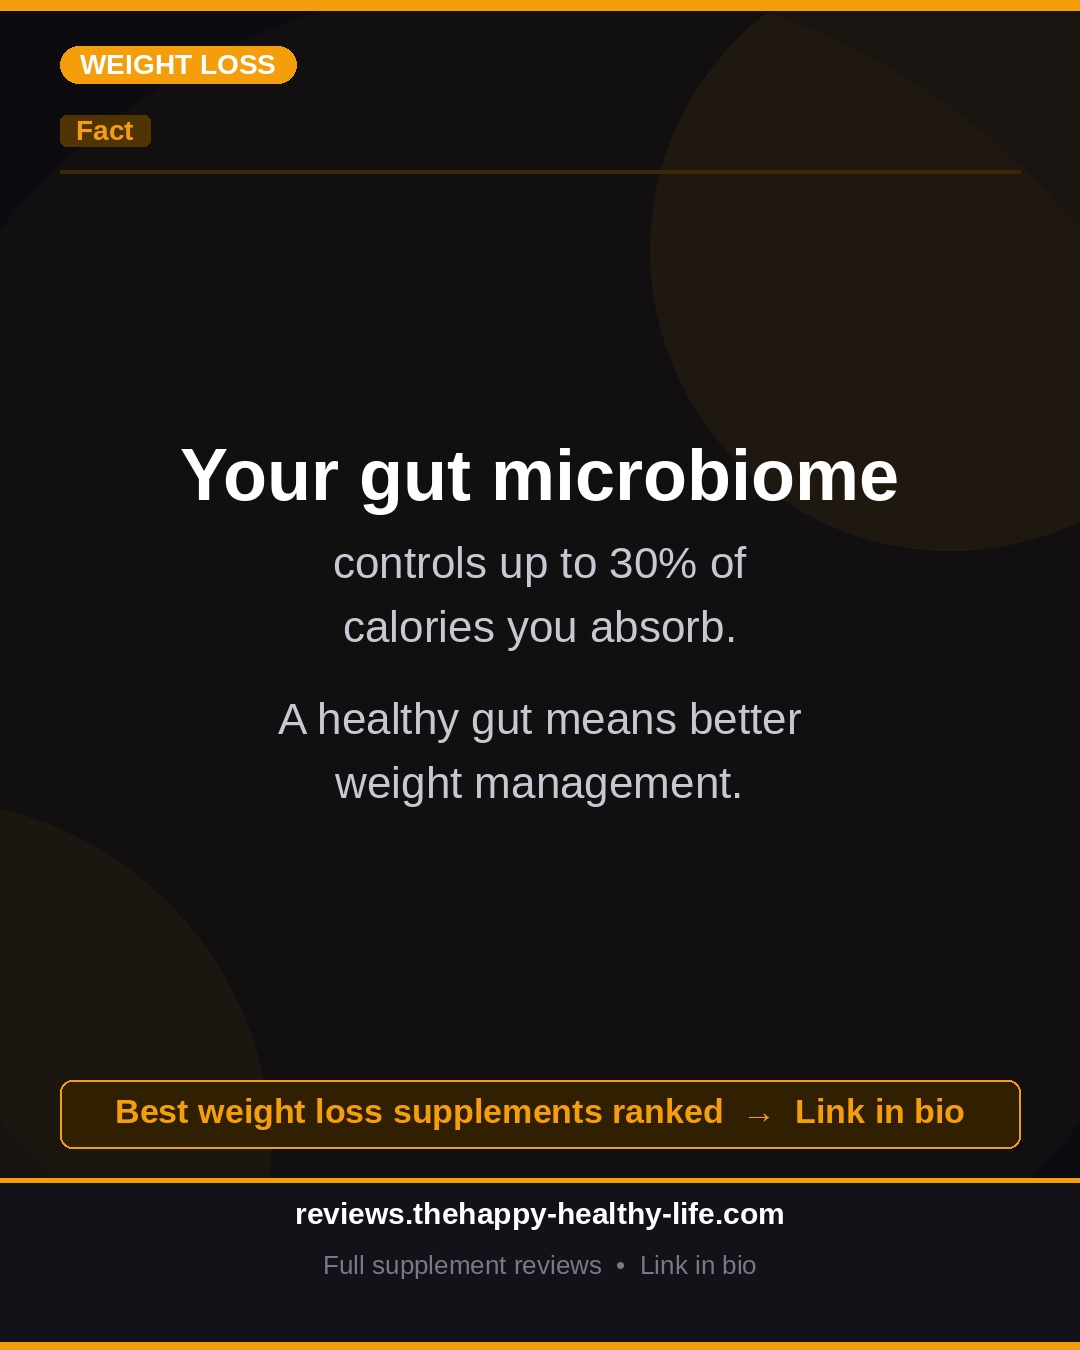 WEIGHT LOSS
Fact
Your gut microbiome
controls up to 30% of
calories you absorb.
A healthy gut means better
weight management.
Best weight loss supplements ranked → Link in bio
reviews.thehappy-healthy-life.com
Full supplement reviews • Link in bio